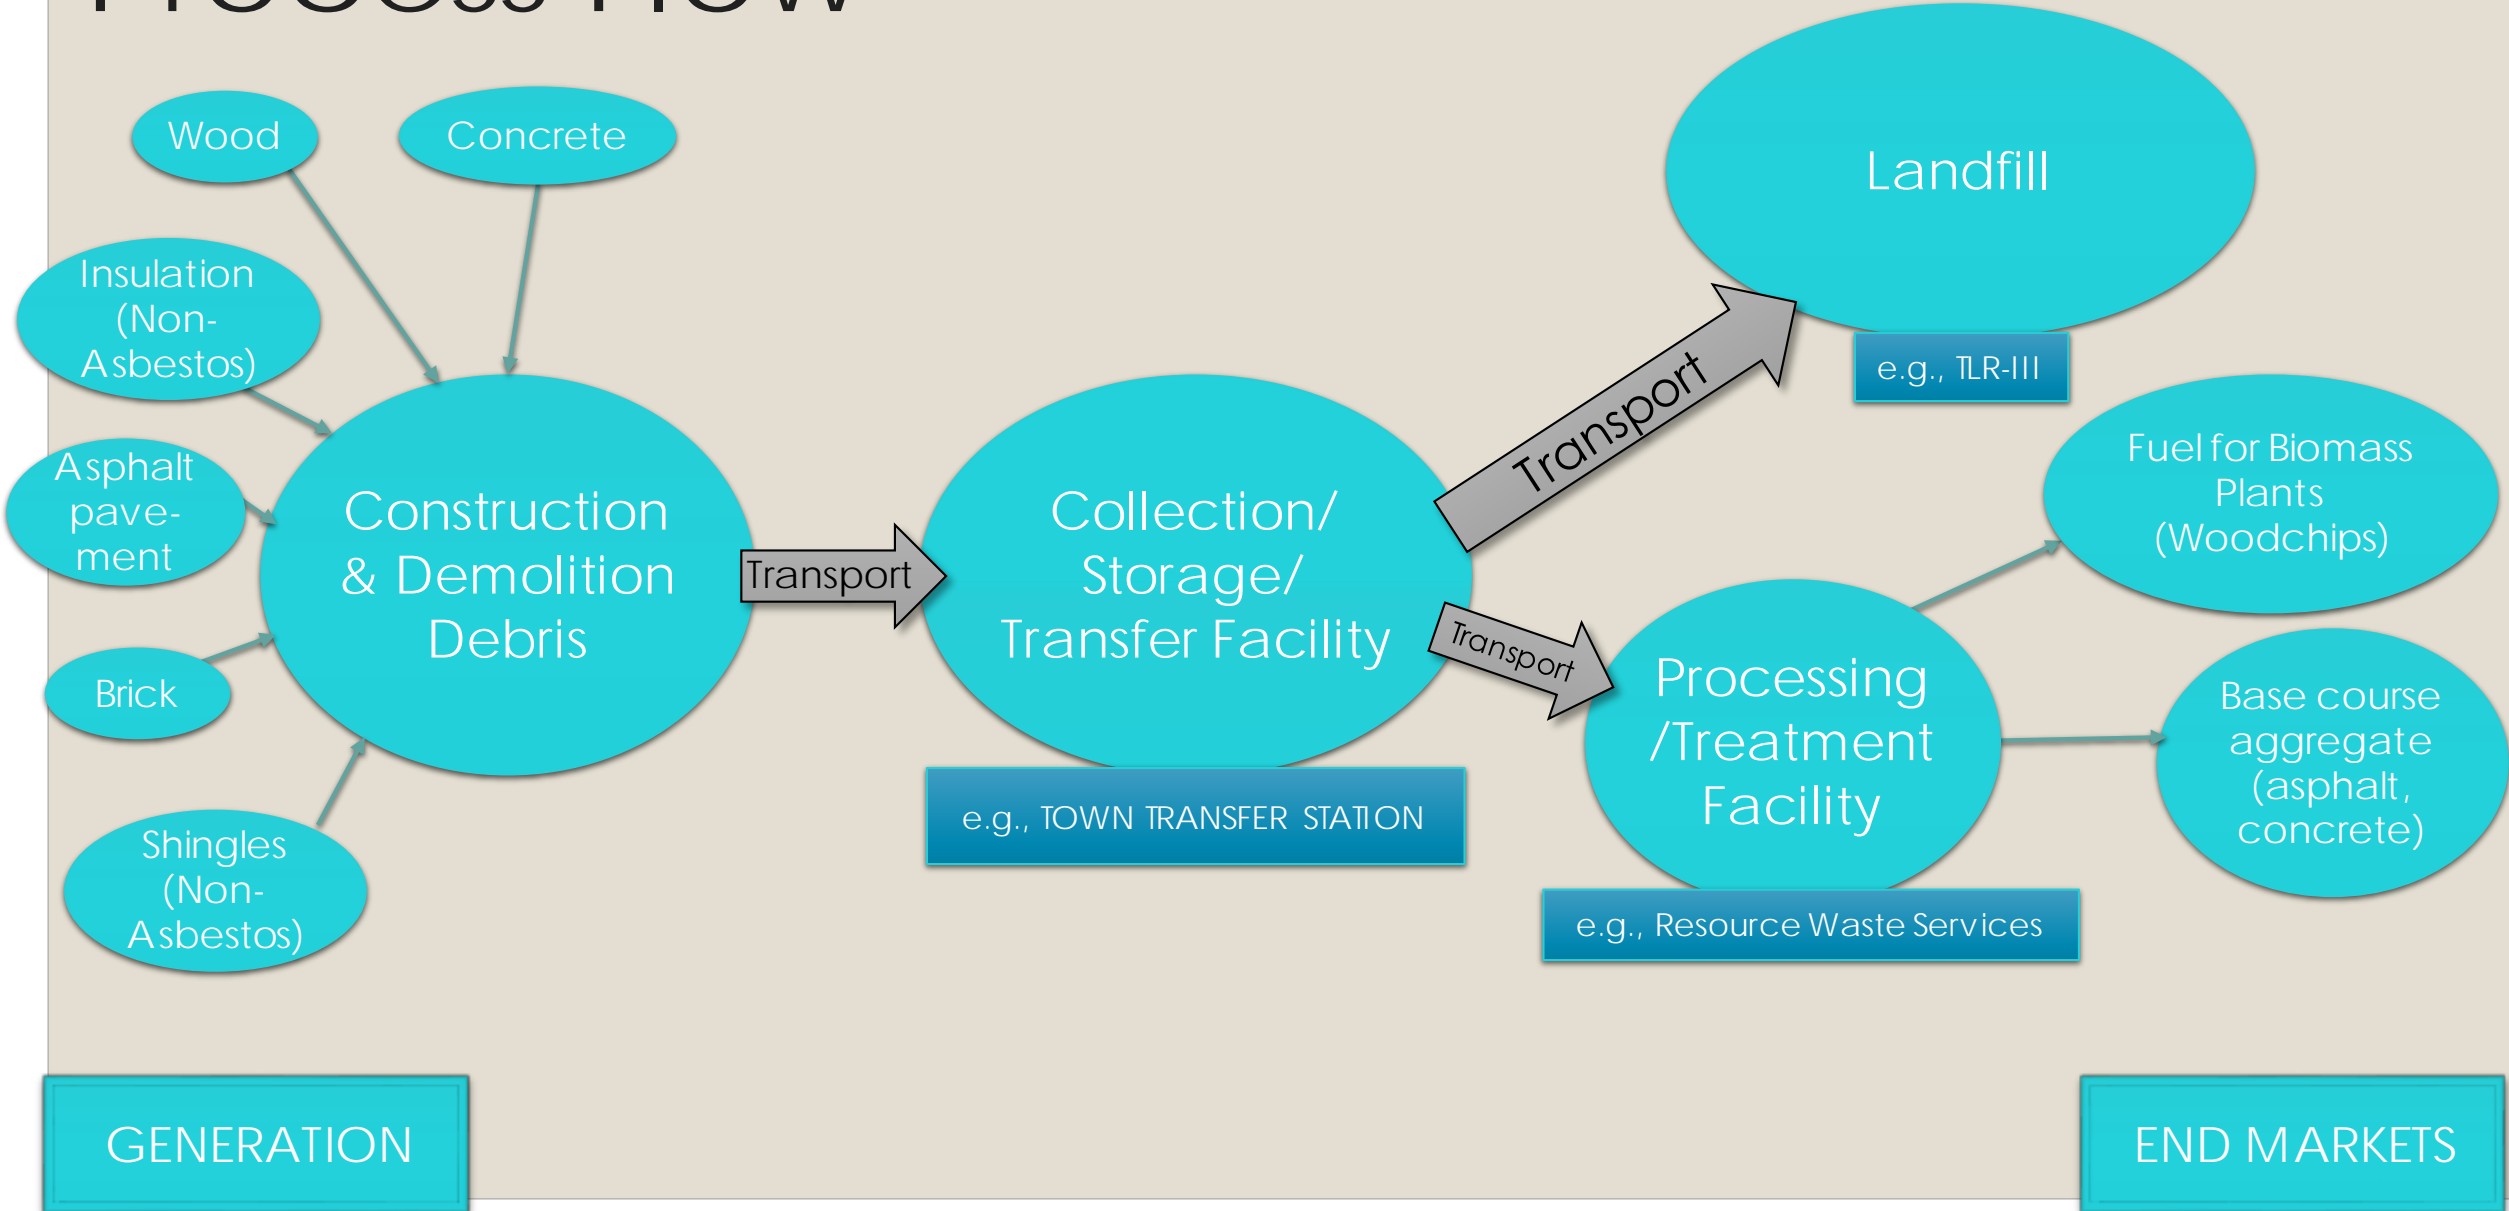 Process Flow
Wood
Concrete
Insulation
(Non-
Asbestos)
Asphalt
pave-
ment
Brick
Shingles
(Non-
Asbestos)
Construction
& Demolition
Debris
Transport
Collection/
Storage/
Transfer Facility
e.g., TOWN TRANSFER STATION
Transport
Landfill
e.g., TLR-III
Transport
Processing
/Treatment
Facility
e.g., Resource Waste Services
Fuel for Biomass
Plants
(Woodchips)
Base course
aggregate
(asphalt,
concrete)
GENERATION
END MARKETS